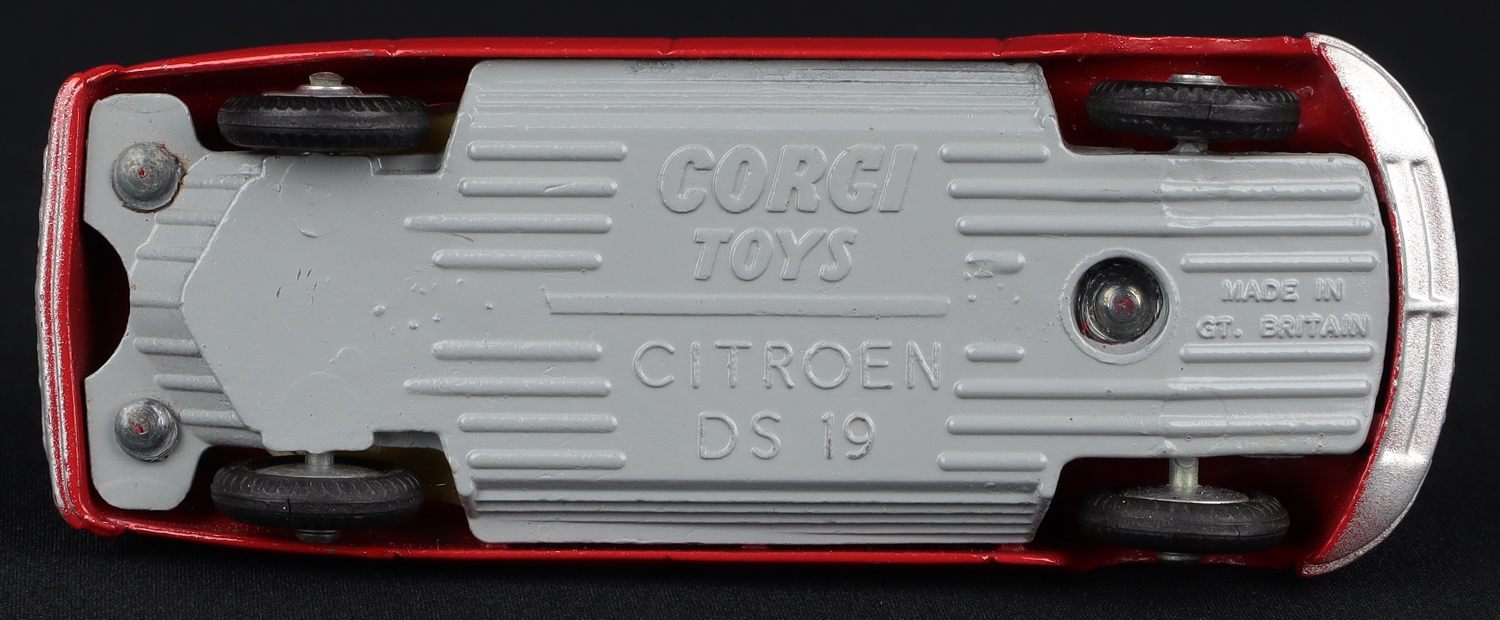 CORGI
TOYS
CITROEN
DS 19
MADE IN
GT. BRITAIN